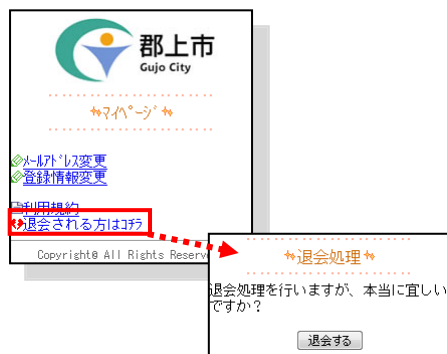 郡上市
Gujo City
ﾏｲﾍﾟｰｼﾞ
ﾒｰﾙｱﾄﾞﾚｽ変更
登録情報変更
利用規約
退会される方はｺﾁﾗ
Copyright© All Rights Reserv
退会処理
退会処理を行いますが、本当に宜しい
ですか？
退会する